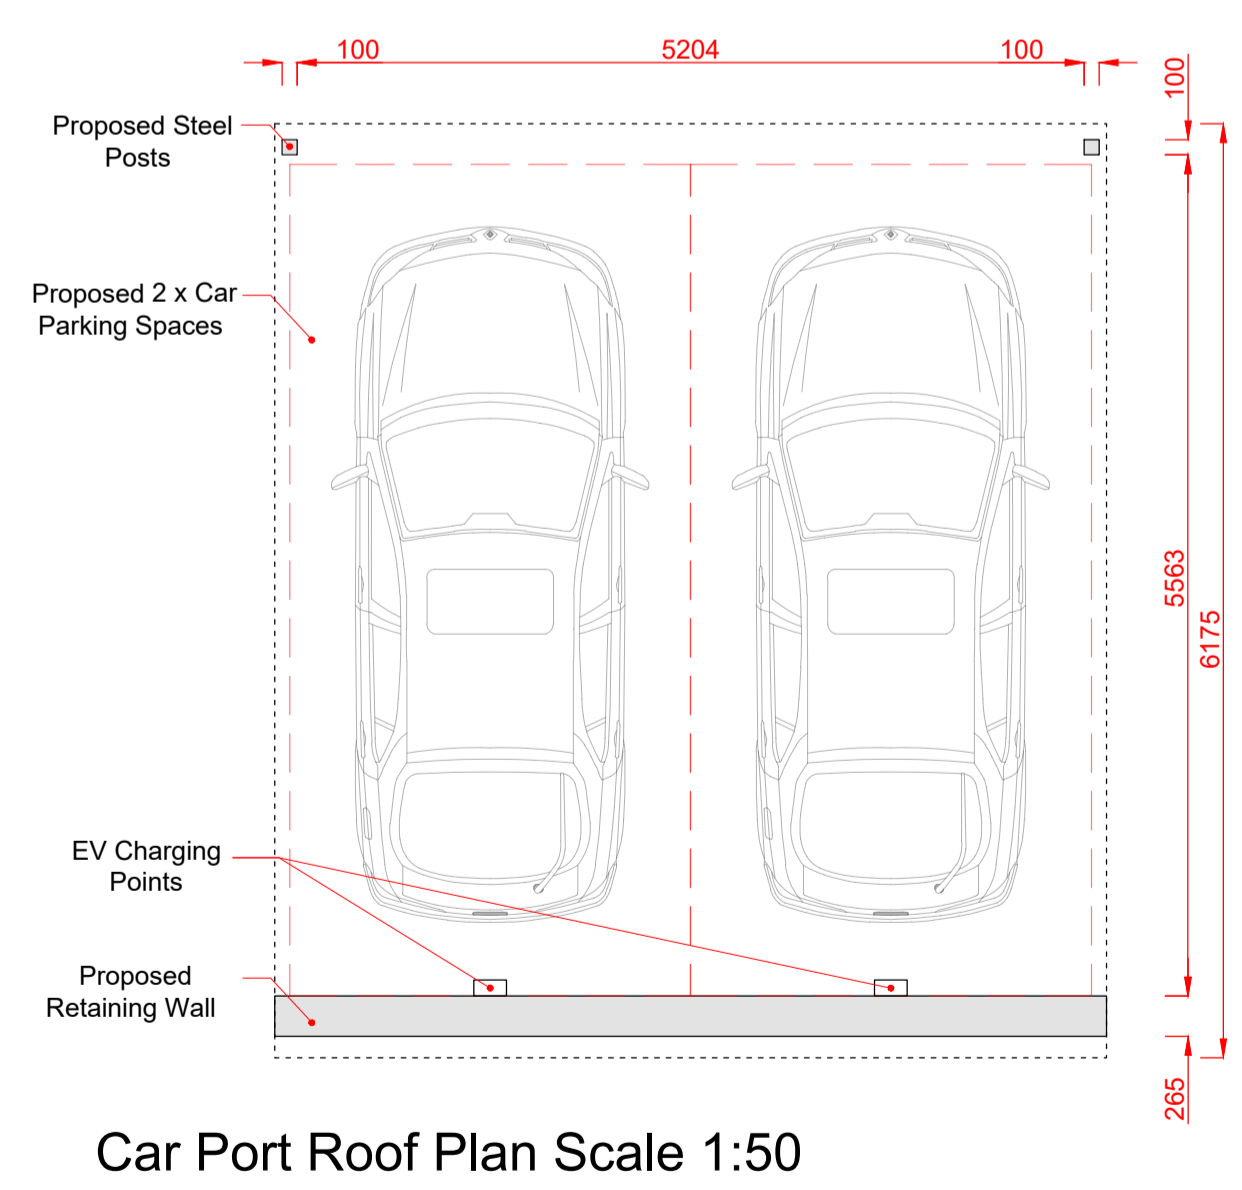 100
5204
100
100
Proposed Steel
Posts
Proposed 2 x Car
Parking Spaces
5563
6175
EV Charging
Points
Proposed
Retaining Wall
265
Car Port Roof Plan Scale 1:50